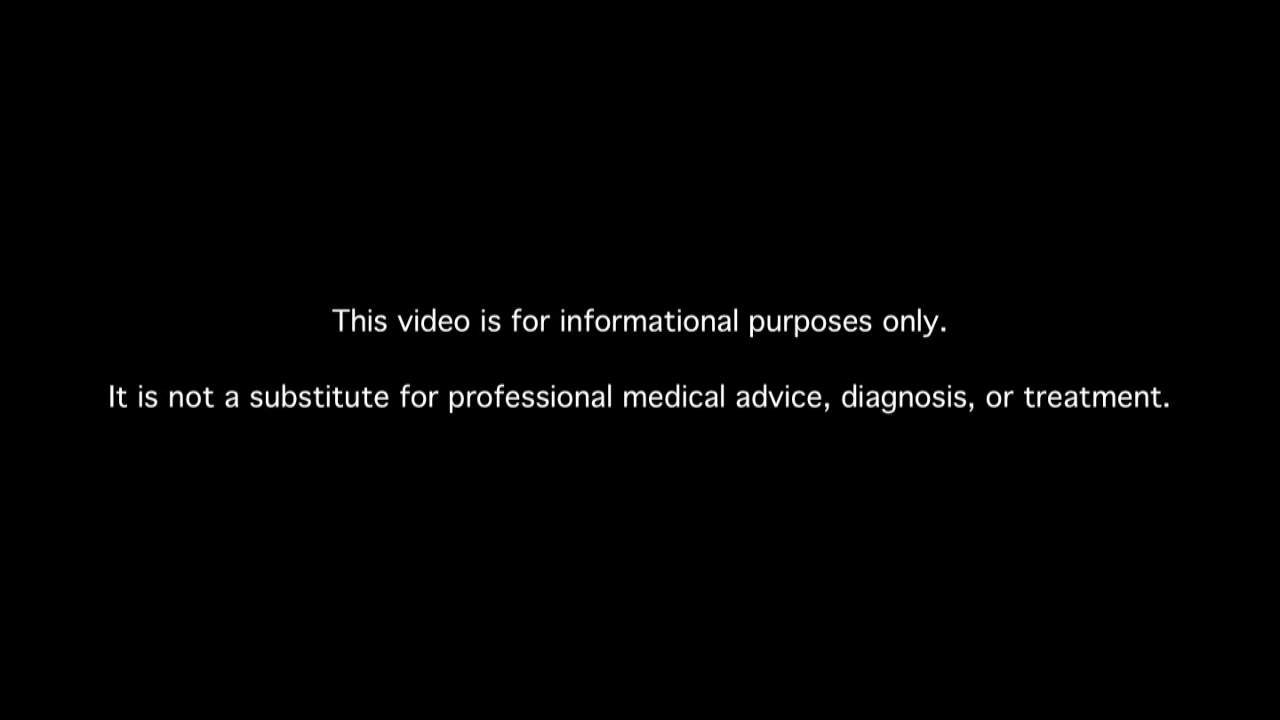 This video is for informational purposes only.
It is not a substitute for professional medical advice, diagnosis, or treatment.